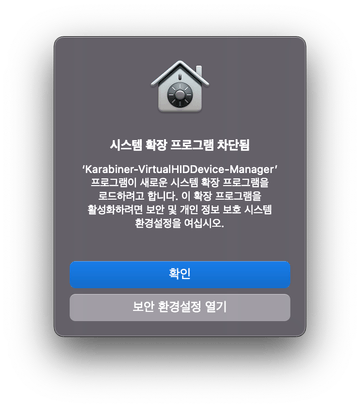 시스템 확장 프로그램 차단됨
‘Karabiner-VirtualHIDDevice-Manager’
프로그램이 새로운 시스템 확장 프로그램을
로드하려고 합니다. 이 확장 프로그램을
활성화하려면 보안 및 개인 정보 보호 시스템
환경설정을 여십시오.
확인
보안 환경설정 열기